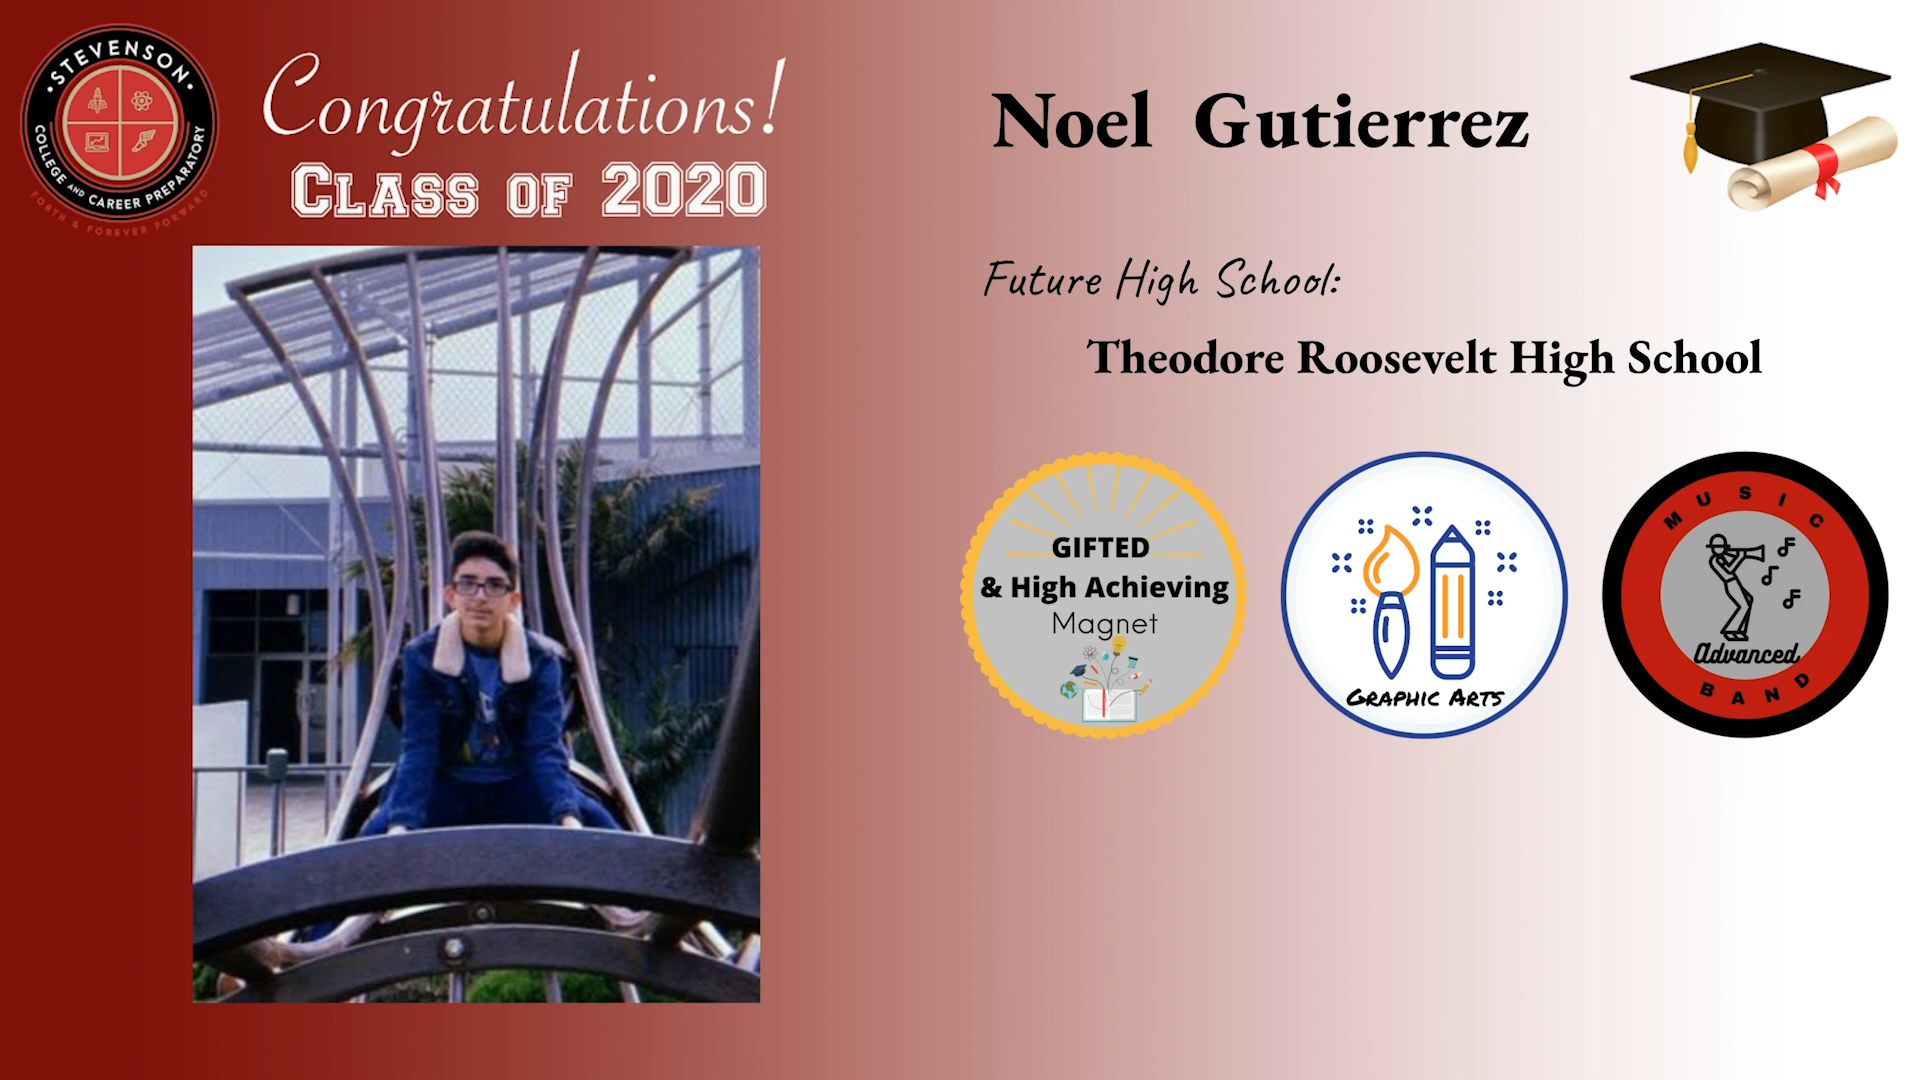 STEVENSON
COLLEGE AND CAREER PREPARATORY
FORTH & FOREVER FORWARD
Congratulations!
CLASS OF 2020
Noel Gutierrez
Future High School:
Theodore Roosevelt High School
GIFTED
& High Achieving
Magnet
GRAPHIC ARTS
MUSIC
Advanced
BAND